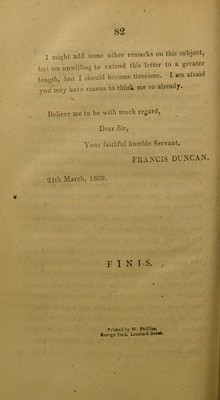 82
I might add some other remarks on this subject,
but am unwilling to extend this letter to a greater
length, lest I should become tiresome. I am afraid
you may have reason to think me so already.
Believe me to be with much regard,
Dear Sir,
Your faithful humble Servant,
FRANCIS DUNCAN.
24th March, 1809.
FINIS.
Printed by W. Phillips,
George Yard, Lombard Street.